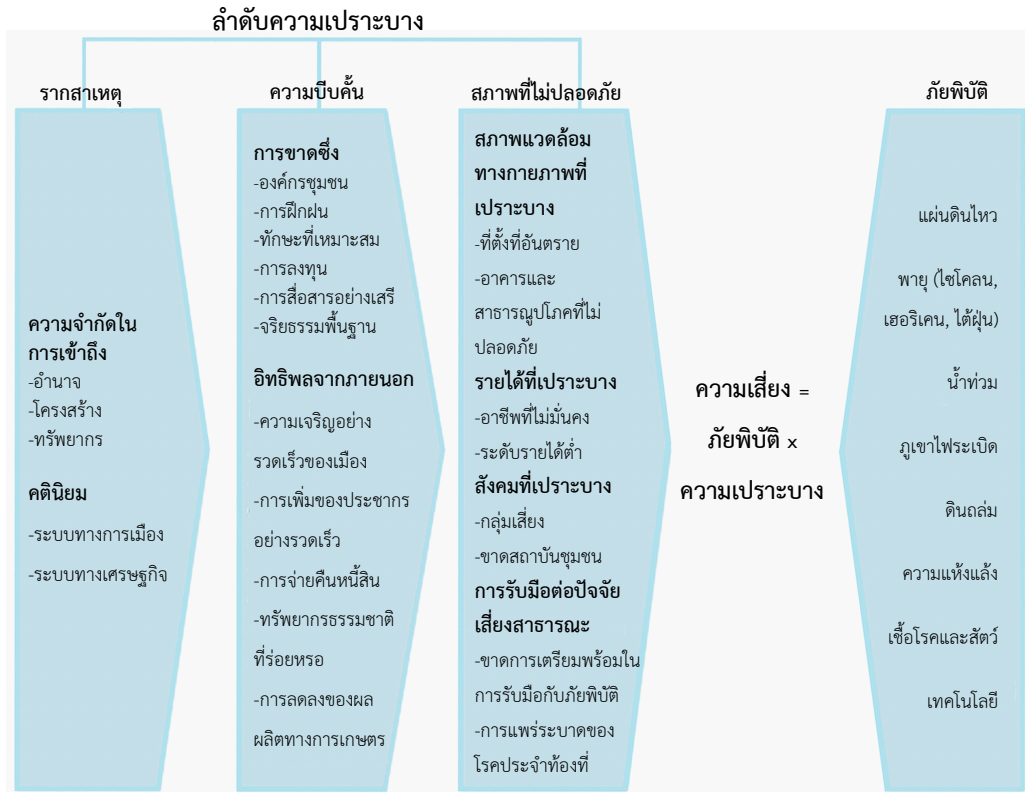 ลำดับความเปราะบาง
รากสาเหตุ
ความจำกัดใน
การเข้าถึง
-อำนาจ
-โครงสร้าง
-ทรัพยากร
คตินิยม
-ระบบทางการเมือง
-ระบบทางเศรษฐกิจ
ความบีบคั้น
การขาดซึ่ง
-องค์กรชุมชน
-การฝึกฝน
-ทักษะที่เหมาะสม
-การลงทุน
-การสื่อสารอย่างเสรี
-จริยธรรมพื้นฐาน
อิทธิพลจากภายนอก
-ความเจริญอย่าง
รวดเร็วของเมือง
-การเพิ่มของประชากร
อย่างรวดเร็ว
-การจ่ายคืนหนี้สิน
-ทรัพยากรธรรมชาติ
ที่ร่อยหรอ
-การลดลงของผล
ผลิตทางการเกษตร
สภาพที่ไม่ปลอดภัย
สภาพแวดล้อม
ทางกายภาพที่
เปราะบาง
-ที่ตั้งที่อันตราย
-อาคารและ
สาธารณูปโภคที่ไม่
ปลอดภัย
รายได้ที่เปราะบาง
-อาชีพที่ไม่มั่นคง
-ระดับรายได้ต่ำ
สังคมที่เปราะบาง
-กลุ่มเสี่ยง
-ขาดสถาบันชุมชน
การรับมือต่อปัจจัย
เสี่ยงสาธารณะ
-ขาดการเตรียมพร้อมใน
การรับมือกับภัยพิบัติ
-การแพร่ระบาดของ
โรคประจำท้องที่
ความเสี่ยง =
ภัยพิบัติ x
ความเปราะบาง
ภัยพิบัติ
แผ่นดินไหว
พายุ (ไซโคลน,
เฮอริเคน, ไต้ฝุ่น)
น้ำท่วม
ภูเขาไฟระเบิด
ดินถล่ม
ความแห้งแล้ง
เชื้อโรคและสัตว์
เทคโนโลยี